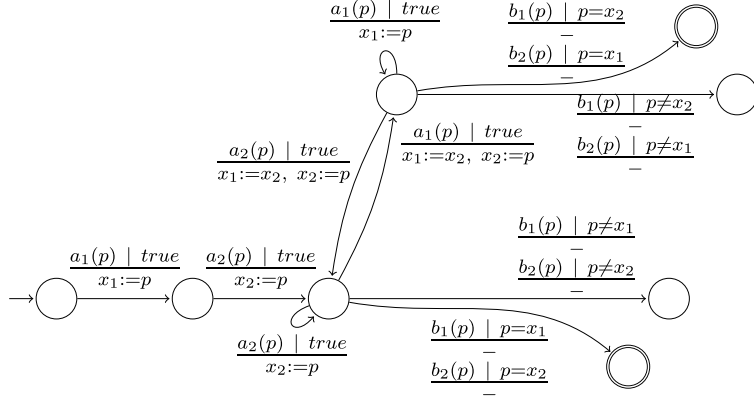 a₁(p) | true
x₁:=p
b₁(p) | p=x₂
—
b₂(p) | p=x₁
—
b₁(p) | p≠x₂
—
b₂(p) | p≠x₁
—
a₂(p) | true
x₁:=x₂, x₂:=p
a₁(p) | true
x₁:=x₂, x₂:=p
a₁(p) | true
x₁:=p
a₂(p) | true
x₂:=p
b₁(p) | p≠x₁
—
b₂(p) | p≠x₂
—
a₂(p) | true
x₂:=p
b₁(p) | p=x₁
—
b₂(p) | p=x₂
—